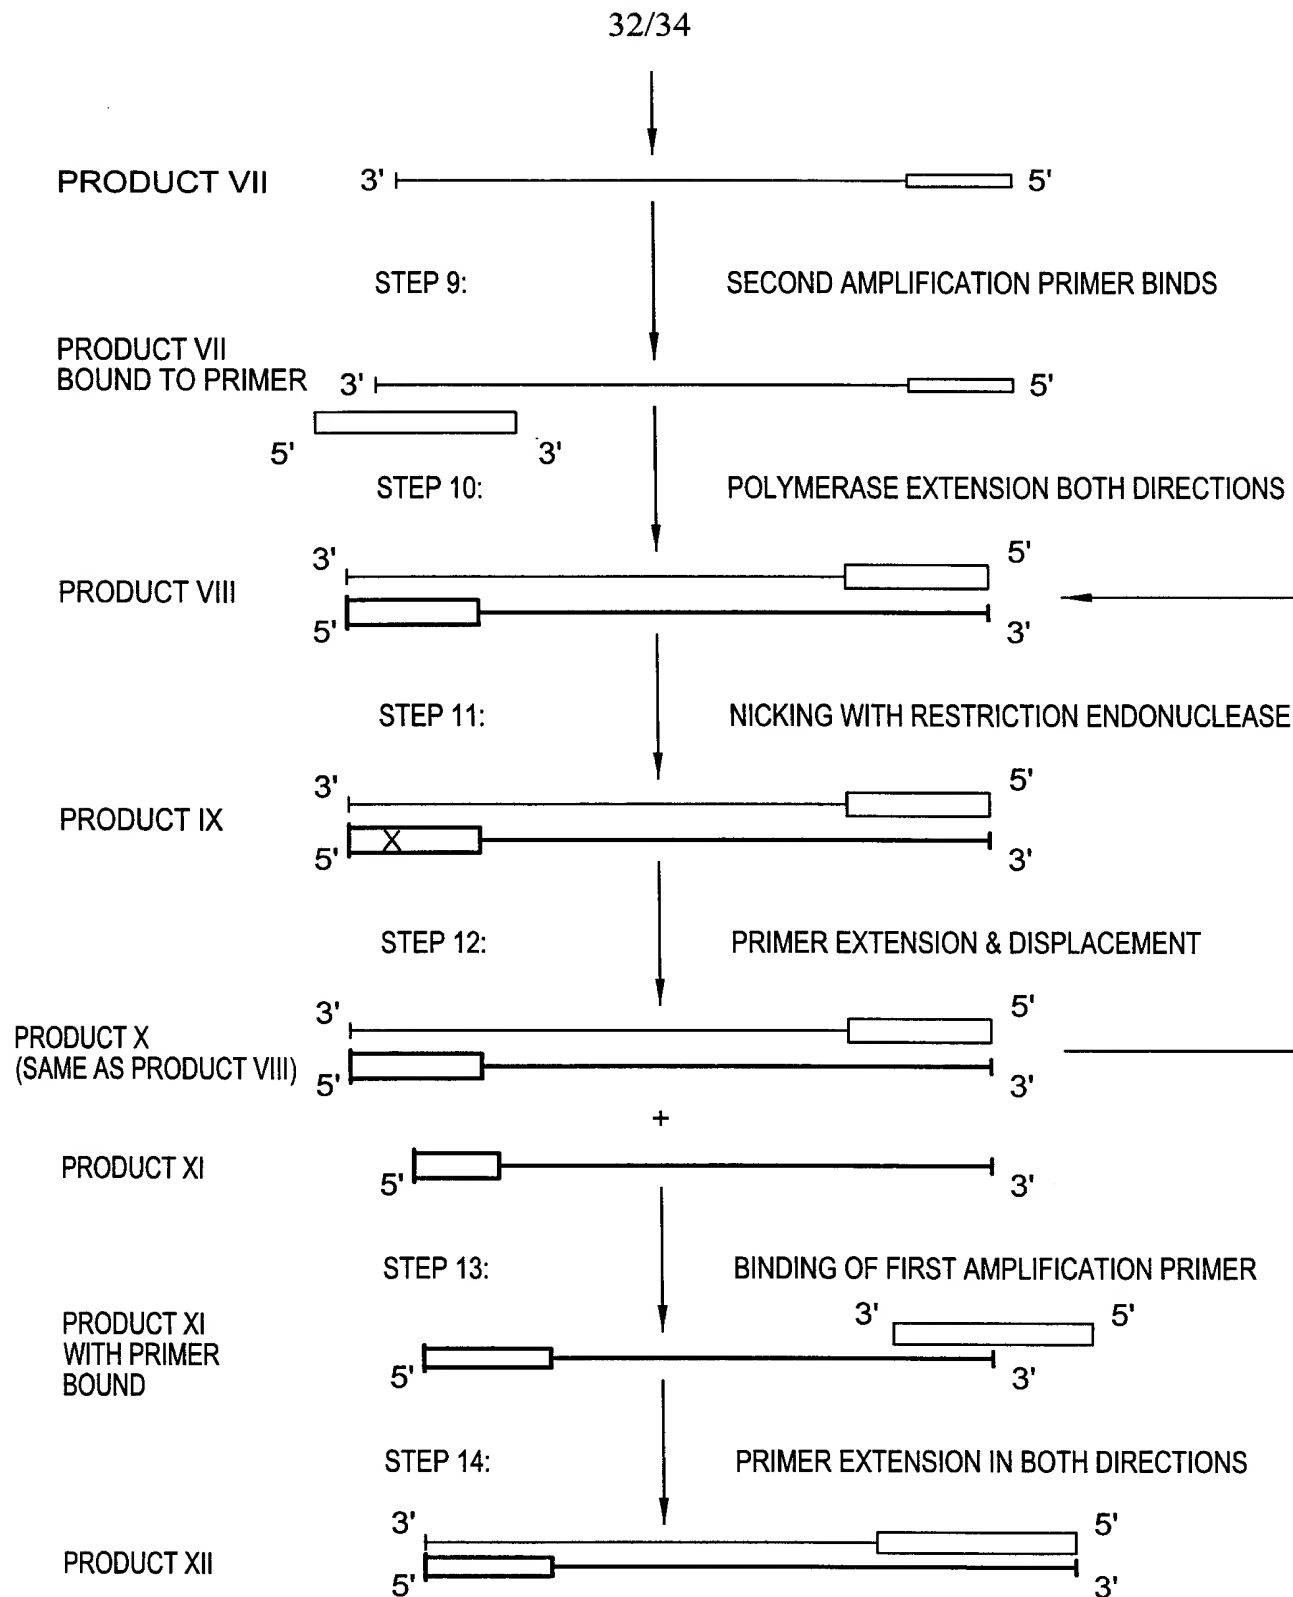 32/34
PRODUCT VII
3'
5'
STEP 9:
SECOND AMPLIFICATION PRIMER BINDS
PRODUCT VII
BOUND TO PRIMER
3'
5'
5'
3'
STEP 10:
POLYMERASE EXTENSION BOTH DIRECTIONS
3'
5'
PRODUCT VIII
5'
3'
STEP 11:
NICKING WITH RESTRICTION ENDONUCLEASE
3'
5'
PRODUCT IX
X
5'
3'
STEP 12:
PRIMER EXTENSION & DISPLACEMENT
3'
5'
PRODUCT X
(SAME AS PRODUCT VIII)
5'
3'
+
PRODUCT XI
5'
3'
STEP 13:
BINDING OF FIRST AMPLIFICATION PRIMER
3'
5'
PRODUCT XI
WITH PRIMER
BOUND
5'
3'
STEP 14:
PRIMER EXTENSION IN BOTH DIRECTIONS
3'
5'
PRODUCT XII
5'
3'